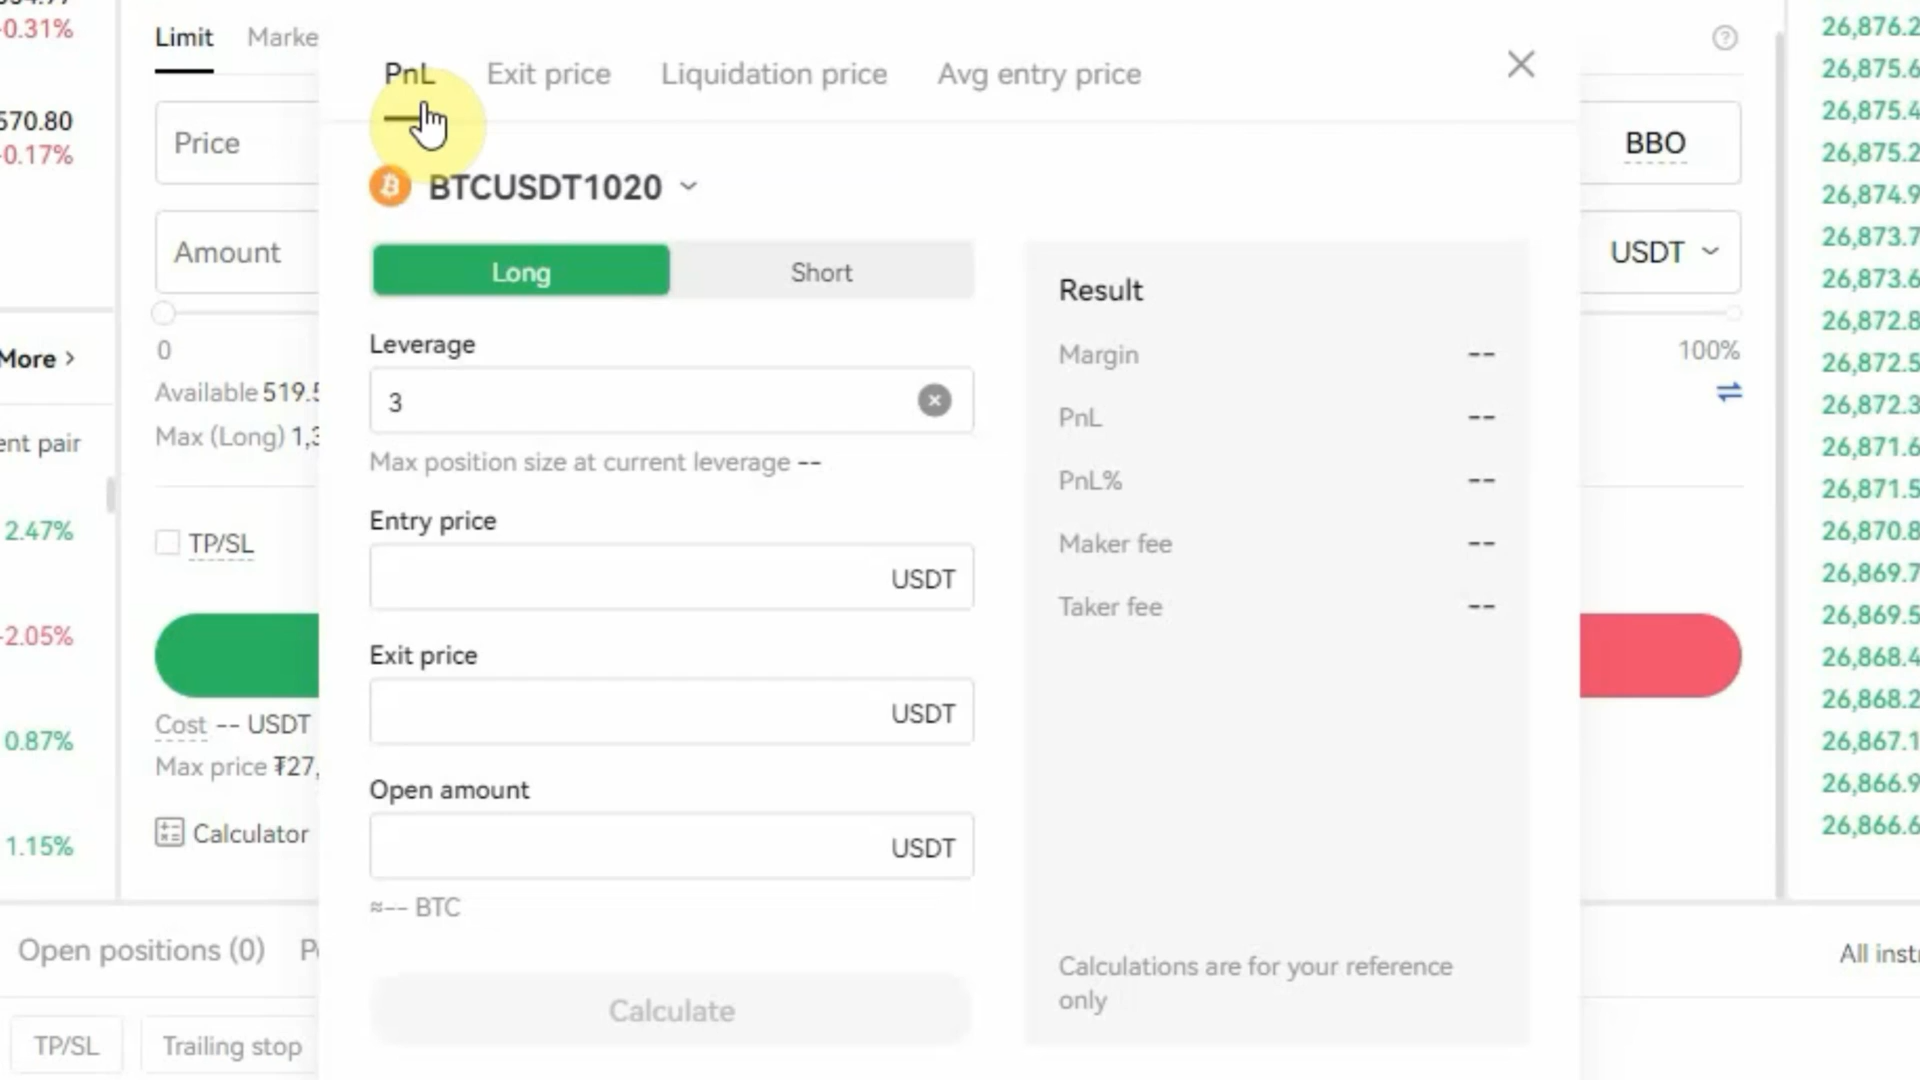 -0.31%
570.80
-0.17%
More >
ent pair
2.47%
-2.05%
0.87%
1.15%
Limit Marke
Price
Amount
0
Available 519.5
Max (Long) 1,3
TP/SL
Cost -- USDT
Max price ₮27,
Calculator
PnL Exit price Liquidation price Avg entry price
BTCUSDT1020
Long Short
Leverage
3
Max position size at current leverage --
Entry price
USDT
Exit price
USDT
Open amount
USDT
≈-- BTC
Calculate
Result
Margin --
PnL --
PnL% --
Maker fee --
Taker fee --
Calculations are for your reference
only
BBO
USDT
100%
26,876.2
26,875.6
26,875.4
26,875.2
26,874.9
26,873.7
26,873.6
26,872.8
26,872.5
26,872.3
26,871.6
26,871.5
26,870.8
26,869.7
26,869.5
26,868.4
26,868.2
26,867.1
26,866.9
26,866.6
Open positions (0)
All inst
TP/SL Trailing stop